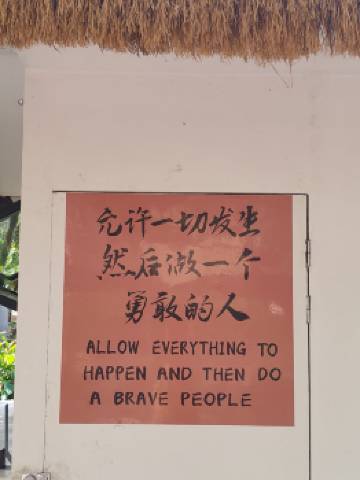 允许一切发生
然后做一个
勇敢的人
ALLOW EVERYTHING TO
HAPPEN AND THEN DO
A BRAVE PEOPLE